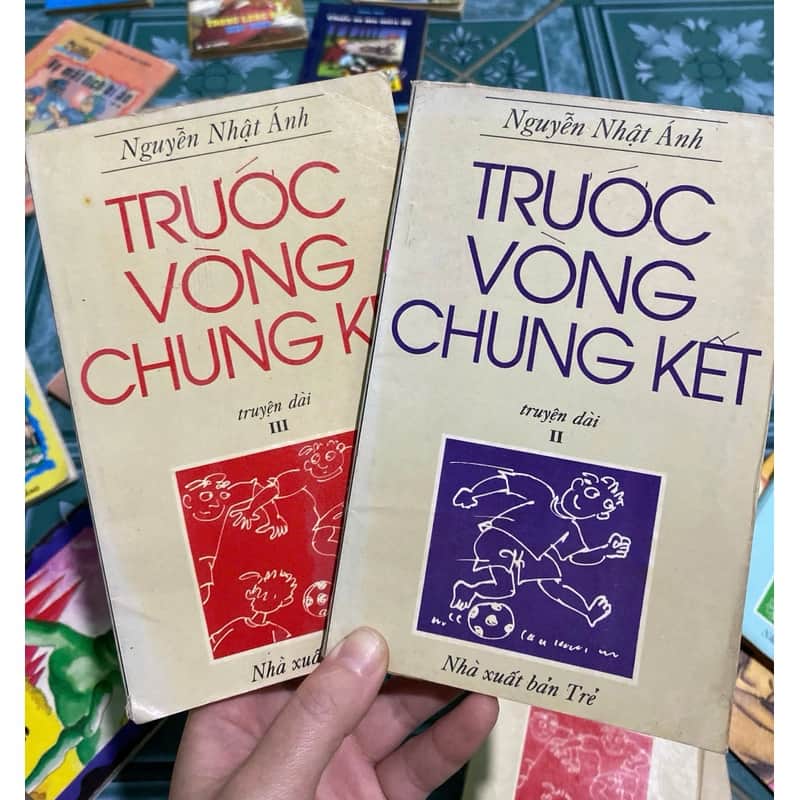 Nguyễn Nhật Ánh
TRƯỚC
VÒNG
CHUNG K
truyện dài
III
Nhà xuấ
Nguyễn Nhật Ánh
TRƯỚC
VÒNG
CHUNG KẾT
truyện dài
II
Nhà xuất bản Trẻ